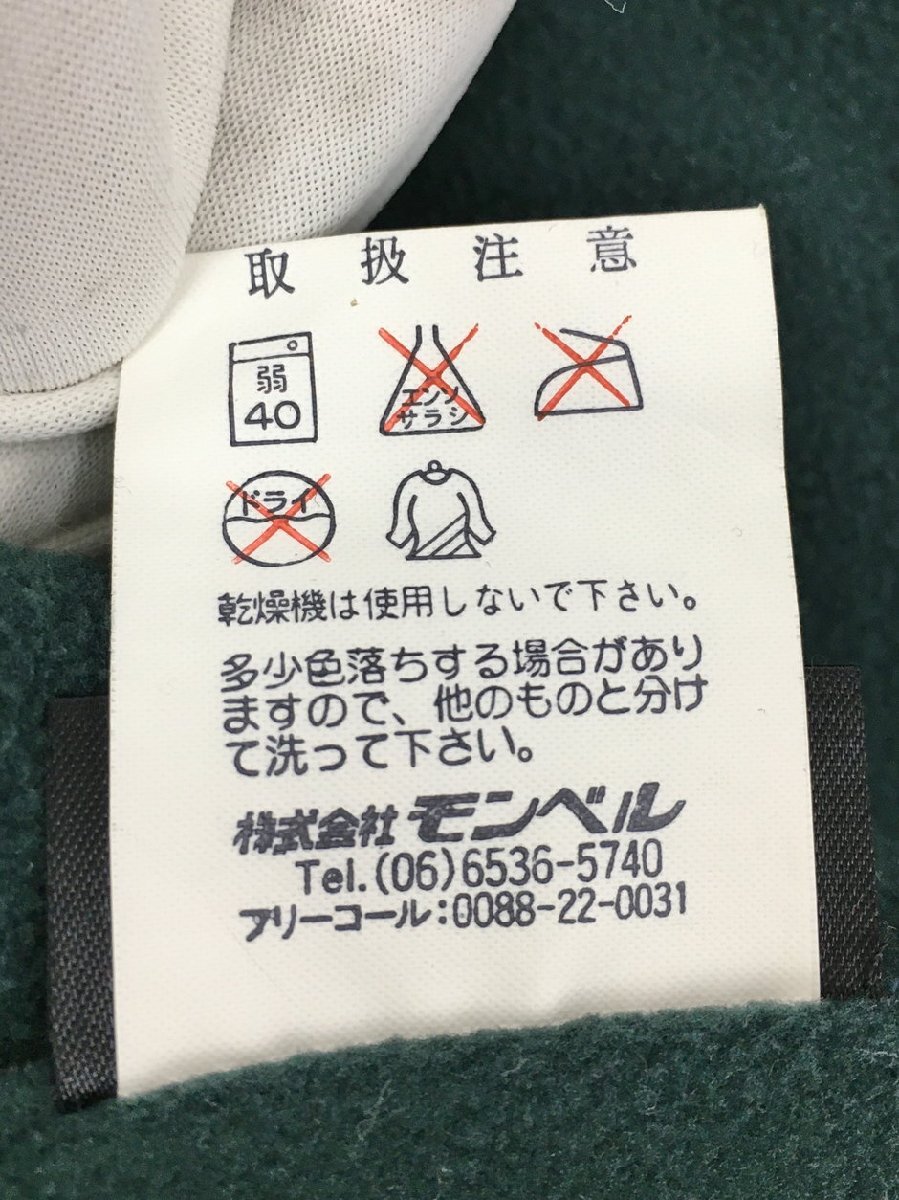 取扱注意
弱
40
エンソ
サラシ
ドライ
乾燥機は使用しないで下さい。
多少色落ちする場合があり
ますので、他のものと分け
て洗って下さい。
株式会社モンベル
Tel.(06)6536-5740
フリーコール:0088-22-0031